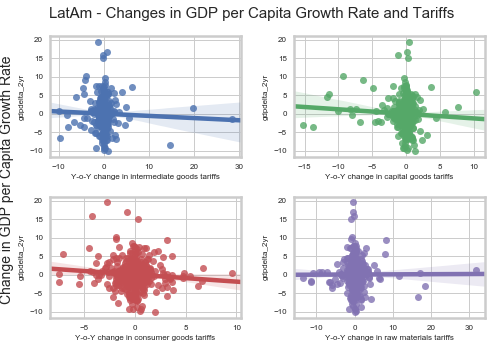 LatAm - Changes in GDP per Capita Growth Rate and Tariffs
Change in GDP per Capita Growth Rate
20
15
10
5
0
−5
−10
gdpdelta_2yr
−10 0 10 20 30
Y-o-Y change in intermediate goods tariffs
20
15
10
5
0
−5
−10
gdpdelta_2yr
−15 −10 −5 0 5 10
Y-o-Y change in capital goods tariffs
20
15
10
5
0
−5
−10
gdpdelta_2yr
−5 0 5 10
Y-o-Y change in consumer goods tariffs
20
15
10
5
0
−5
−10
gdpdelta_2yr
−10 0 10 20 30
Y-o-Y change in raw materials tariffs